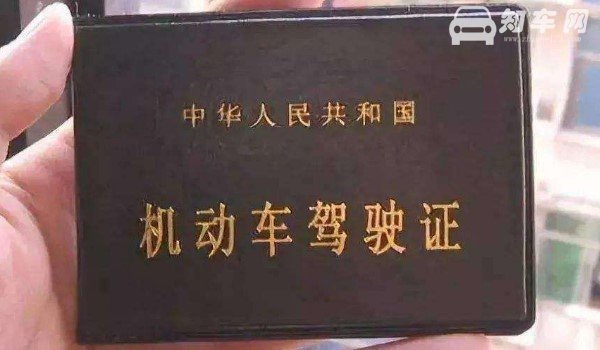 知车网
中华人民共和国
机动车驾驶证